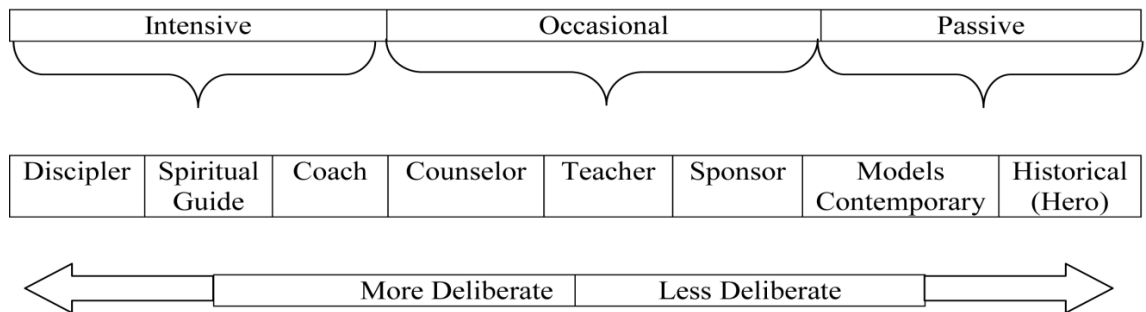 Intensive Occasional Passive
Discipler Spiritual Coach Counselor Teacher Sponsor Models Historical
Guide Contemporary (Hero)
More Deliberate Less Deliberate